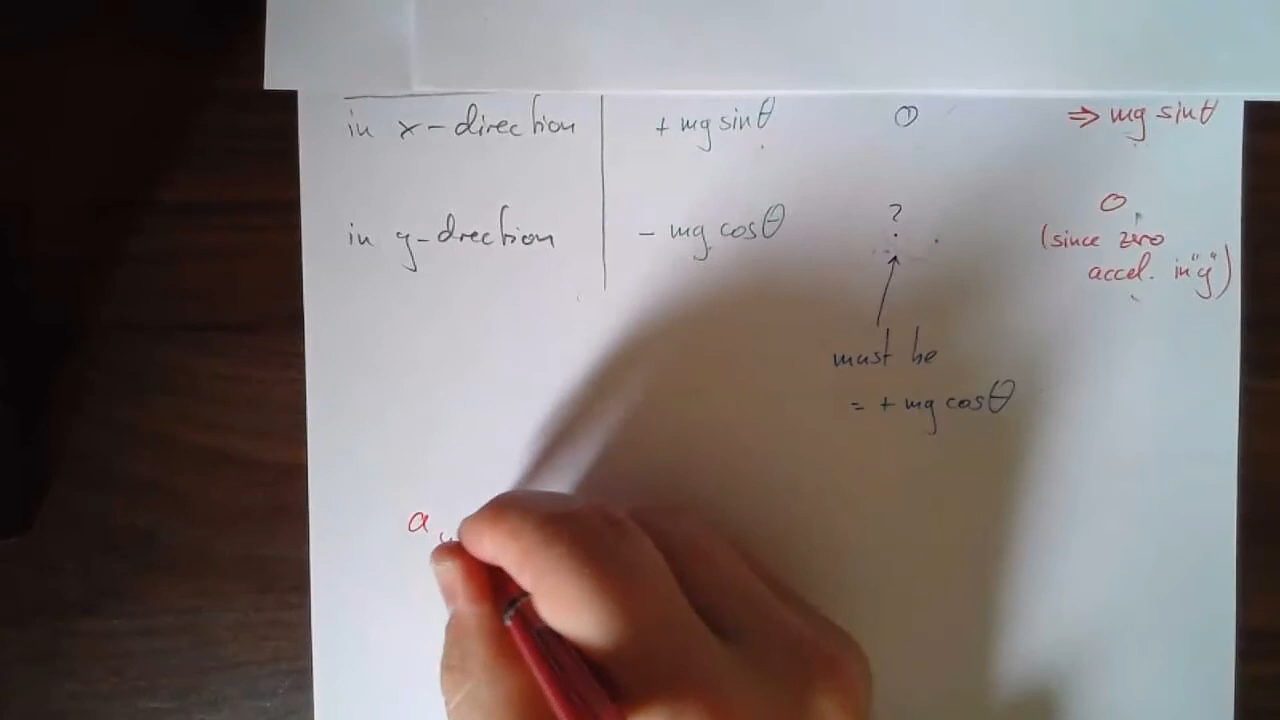 in x-direction + mg sinθ 0 ⇒ mg sinθ
in y-drection - mg cosθ ? 0
(since zero
accel. in "y")
must be
= + mg cosθ
a